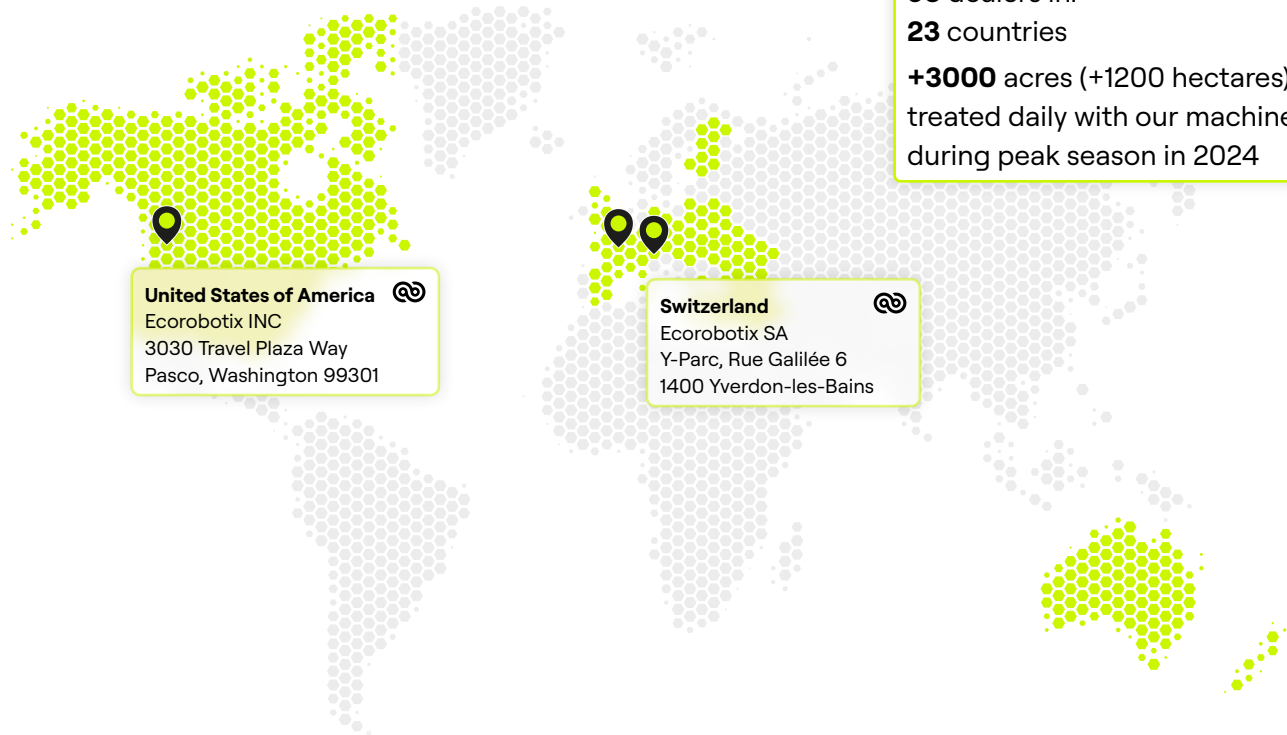 dealers in:
23 countries
+3000 acres (+1200 hectares)
treated daily with our machine
during peak season in 2024
United States of America
Ecorobotix INC
3030 Travel Plaza Way
Pasco, Washington 99301
Switzerland
Ecorobotix SA
Y-Parc, Rue Galilée 6
1400 Yverdon-les-Bains